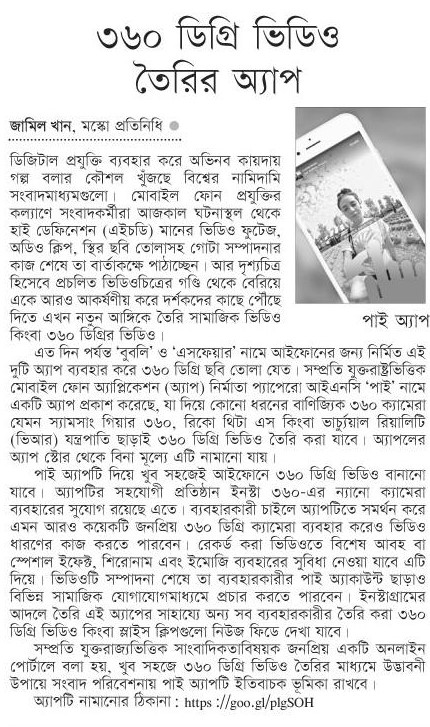 ৩৬০ ডিগ্রি ভিডিও
তৈরির অ্যাপ
জামিল খান, মস্কো প্রতিনিধি
ডিজিটাল প্রযুক্তি ব্যবহার করে অভিনব কায়দায়
গল্প বলার কৌশল খুঁজছে বিশ্বের নামিদামি
সংবাদমাধ্যমগুলো। মোবাইল ফোন প্রযুক্তির
কল্যাণে সংবাদকর্মীরা আজকাল ঘটনাস্থল থেকে
হাই ডেফিনেশন (এইচডি) মানের ভিডিও ফুটেজ,
অডিও ক্লিপ, স্থির ছবি তোলাসহ গোটা সম্পাদনার
কাজ শেষে তা বার্তাকক্ষে পাঠাচ্ছেন। আর দৃশ্যচিত্র
হিসেবে প্রচলিত ভিডিওচিত্রের গণ্ডি থেকে বেরিয়ে
একে আরও আকর্ষণীয় করে দর্শকদের কাছে পৌঁছে
দিতে এখন নতুন আঙ্গিকে তৈরি সামাজিক ভিডিও
কিংবা ৩৬০ ডিগ্রির ভিডিও।
পাই অ্যাপ
এত দিন পর্যন্ত ‘বুবলি’ ও ‘এসফেয়ার’ নামে আইফোনের জন্য নির্মিত এই
দুটি অ্যাপ ব্যবহার করে ৩৬০ ডিগ্রি ছবি তোলা যেত। সম্প্রতি যুক্তরাষ্ট্রভিত্তিক
মোবাইল ফোন অ্যাপ্লিকেশন (অ্যাপ) নির্মাতা প্যাপেরো আইএনসি ‘পাই’ নামে
একটি অ্যাপ প্রকাশ করেছে, যা দিয়ে কোনো ধরনের বাণিজ্যিক ৩৬০ ক্যামেরা
যেমন স্যামসাং গিয়ার ৩৬০, রিকো থিটা এস কিংবা ভার্চ্যুয়াল রিয়ালিটি
(ভিআর) যন্ত্রপাতি ছাড়াই ৩৬০ ডিগ্রি ভিডিও তৈরি করা যাবে। অ্যাপলের
অ্যাপ স্টোর থেকে বিনা মূল্যে এটি নামানো যায়।
পাই অ্যাপটি দিয়ে খুব সহজেই আইফোনে ৩৬০ ডিগ্রি ভিডিও বানানো
যাবে। অ্যাপটির সহযোগী প্রতিষ্ঠান ইনস্টা ৩৬০-এর ন্যানো ক্যামেরা
ব্যবহারের সুযোগ রয়েছে এতে। ব্যবহারকারী চাইলে অ্যাপটিতে সমর্থন করে
এমন আরও কয়েকটি জনপ্রিয় ৩৬০ ডিগ্রি ক্যামেরা ব্যবহার করেও ভিডিও
ধারণের কাজ করতে পারবেন। রেকর্ড করা ভিডিওতে বিশেষ আবহ বা
স্পেশাল ইফেক্ট, শিরোনাম এবং ইমোজি ব্যবহারের সুবিধা নেওয়া যাবে এটি
দিয়ে। ভিডিওটি সম্পাদনা শেষে তা ব্যবহারকারীর পাই অ্যাকাউন্ট ছাড়াও
বিভিন্ন সামাজিক যোগাযোগমাধ্যমে প্রচার করতে পারবেন। ইনস্টাগ্রামের
আদলে তৈরি এই অ্যাপের সাহায্যে অন্য সব ব্যবহারকারীর তৈরি করা ৩৬০
ডিগ্রি ভিডিও কিংবা স্লাইস ক্লিপগুলো নিউজ ফিডে দেখা যাবে।
সম্প্রতি যুক্তরাজ্যভিত্তিক সাংবাদিকতাবিষয়ক জনপ্রিয় একটি অনলাইন
পোর্টালে বলা হয়, খুব সহজে ৩৬০ ডিগ্রি ভিডিও তৈরির মাধ্যমে উদ্ভাবনী
উপায়ে সংবাদ পরিবেশনায় পাই অ্যাপটি ইতিবাচক ভূমিকা রাখবে।
অ্যাপটি নামানোর ঠিকানা : https://goo.gl/plgSOH